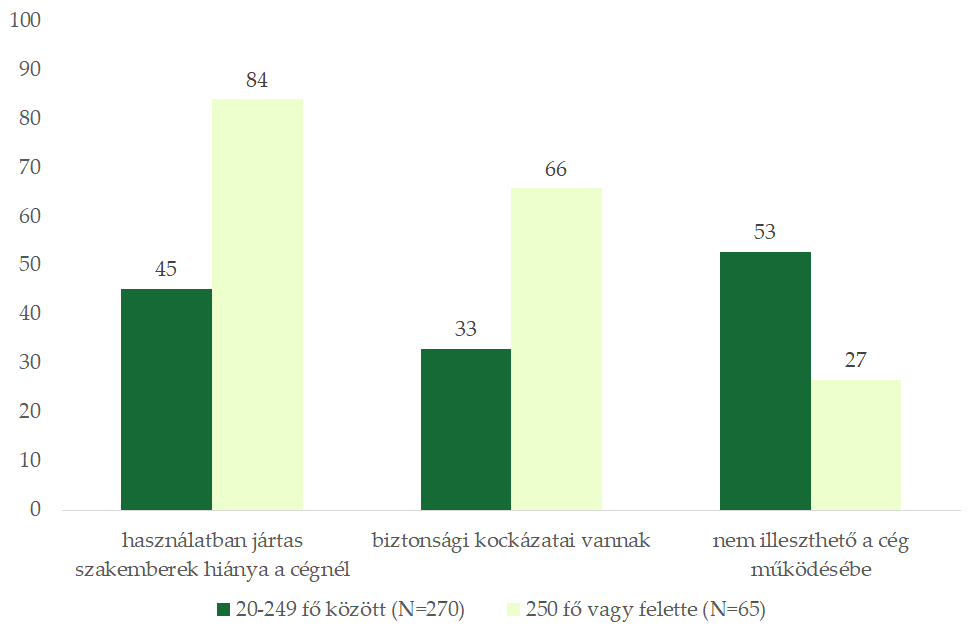 100
90
80
70
60
50
40
30
20
10
0
45
84
33
66
53
27
használatban jártas
szakemberek hiánya a cégnél
biztonsági kockázatai vannak
nem illeszthető a cég
működésébe
20-249 fő között (N=270)
250 fő vagy felette (N=65)